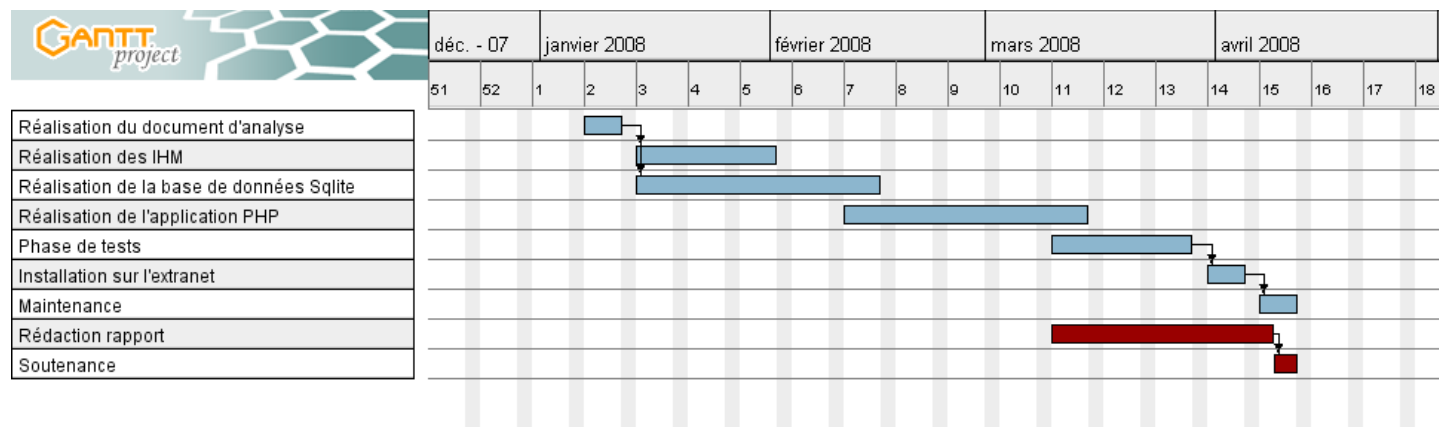 GANTT
project
déc. - 07 janvier 2008 février 2008 mars 2008 avril 2008
51 52 1 2 3 4 5 6 7 8 9 10 11 12 13 14 15 16 17 18
Réalisation du document d'analyse
Réalisation des IHM
Réalisation de la base de données Sqlite
Réalisation de l'application PHP
Phase de tests
Installation sur l'extranet
Maintenance
Rédaction rapport
Soutenance